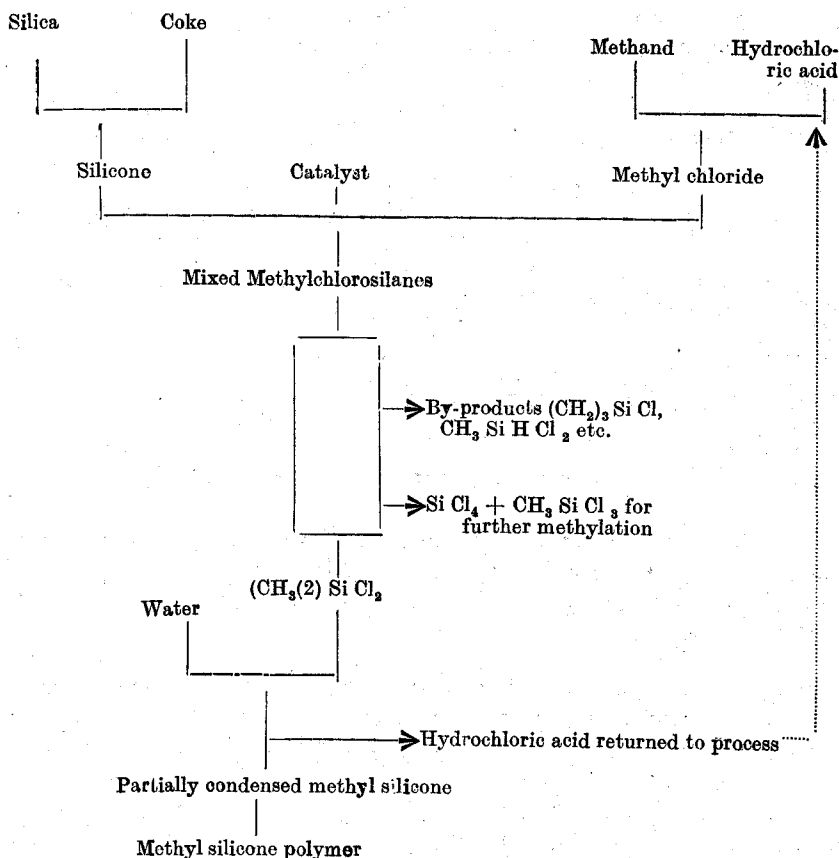 Silica
Coke
Methand
Hydrochlo-
ric acid
Silicone
Catalyst
Methyl chloride
Mixed Methylchlorosilanes
By-products (CH₂)₃ Si Cl,
CH₃ Si H Cl ₂ etc.
Si Cl₄ + CH₃ Si Cl ₃ for
further methylation
(CH₃(2) Si Cl₂
Water
Hydrochloric acid returned to process
Partially condensed methyl silicone
Methyl silicone polymer